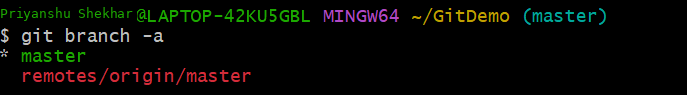 Priyanshu Shekhar@LAPTOP-42KU5GBL MINGW64 ~/GitDemo (master)
$ git branch -a
* master
  remotes/origin/master